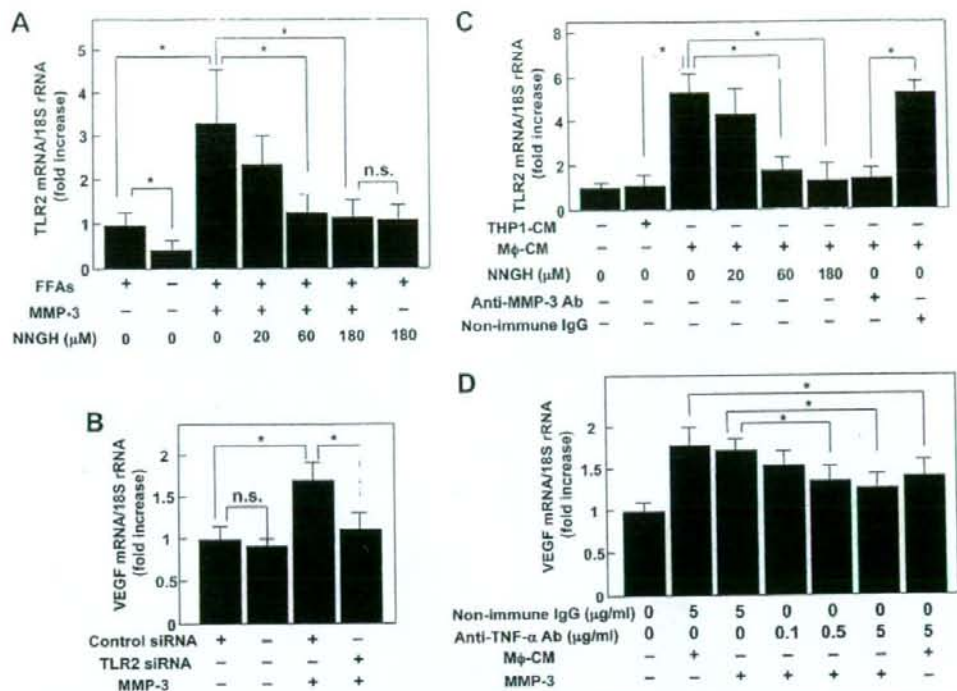 A
TLR2 mRNA/18S rRNA
(fold increase)
5
4
3
2
1
0
*
*
*
*
n.s.
FFAs + − + + + + +
MMP-3 − − + + + + −
NNGH (μM) 0 0 0 20 60 180 180
B
VEGF mRNA/18S rRNA
(fold increase)
2
1.5
1
0.5
*
*
n.s.
Control siRNA + − + −
TLR2 siRNA − − − +
MMP-3 − − + +
C
TLR2 mRNA/18S rRNA
(fold increase)
8
6
4
2
0
*
*
*
*
THP1-CM − + − − − − − −
Mϕ-CM − − + + + + + +
NNGH (μM) 0 0 0 20 60 180 0 0
Anti-MMP-3 Ab − − − − − − + −
Non-immune IgG − − − − − − − +
D
VEGF mRNA/18S rRNA
(fold increase)
2
1.5
1
0.5
0
*
*
*
Non-immune IgG (μg/ml) 0 5 5 0 0 0 0
Anti-TNF-α Ab (μg/ml) 0 0 0 0.1 0.5 5 5
Mϕ-CM − + − − − − +
MMP-3 − − + + + + −